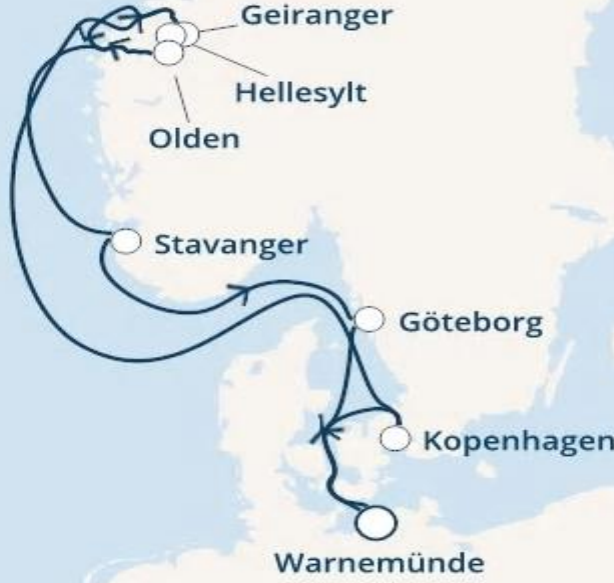 Geiranger
Hellesylt
Olden
Stavanger
Göteborg
Kopenhagen
Warnemünde